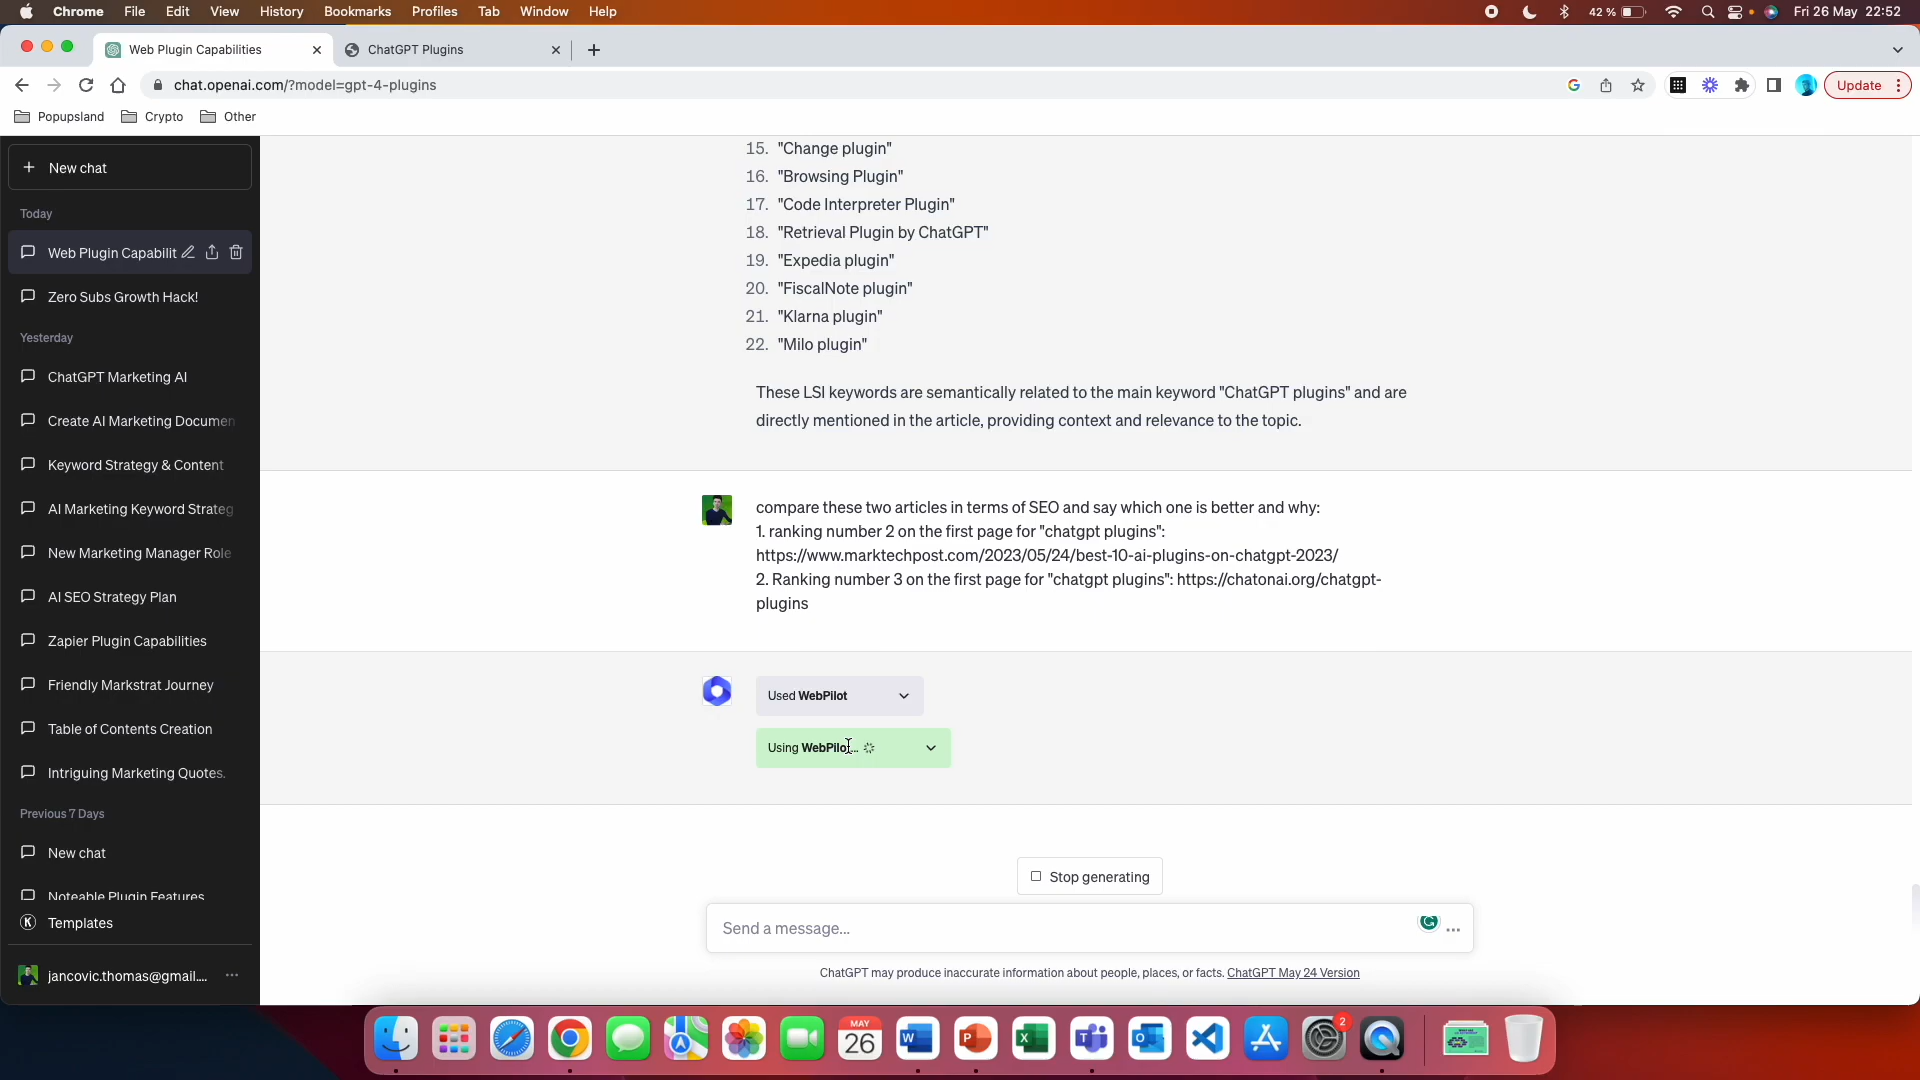 Chrome File Edit View History Bookmarks Profiles Tab Window Help 42 % Fri 26 May 22:52
Web Plugin Capabilities ChatGPT Plugins
chat.openai.com/?model=gpt-4-plugins Update
Popupsland Crypto Other
New chat
Today
Web Plugin Capabilit
Zero Subs Growth Hack!
Yesterday
ChatGPT Marketing AI
Create AI Marketing Documen
Keyword Strategy & Content
AI Marketing Keyword Strateg
New Marketing Manager Role
AI SEO Strategy Plan
Zapier Plugin Capabilities
Friendly Markstrat Journey
Table of Contents Creation
Intriguing Marketing Quotes.
Previous 7 Days
New chat
Noteable Plugin Features
Templates
jancovic.thomas@gmail....
15. "Change plugin"
16. "Browsing Plugin"
17. "Code Interpreter Plugin"
18. "Retrieval Plugin by ChatGPT"
19. "Expedia plugin"
20. "FiscalNote plugin"
21. "Klarna plugin"
22. "Milo plugin"
These LSI keywords are semantically related to the main keyword "ChatGPT plugins" and are
directly mentioned in the article, providing context and relevance to the topic.
compare these two articles in terms of SEO and say which one is better and why:
1. ranking number 2 on the first page for "chatgpt plugins":
https://www.marktechpost.com/2023/05/24/best-10-ai-plugins-on-chatgpt-2023/
2. Ranking number 3 on the first page for "chatgpt plugins": https://chatonai.org/chatgpt-
plugins
Used WebPilot
Using WebPilot...
Stop generating
Send a message...
ChatGPT may produce inaccurate information about people, places, or facts. ChatGPT May 24 Version
MAY
26
2